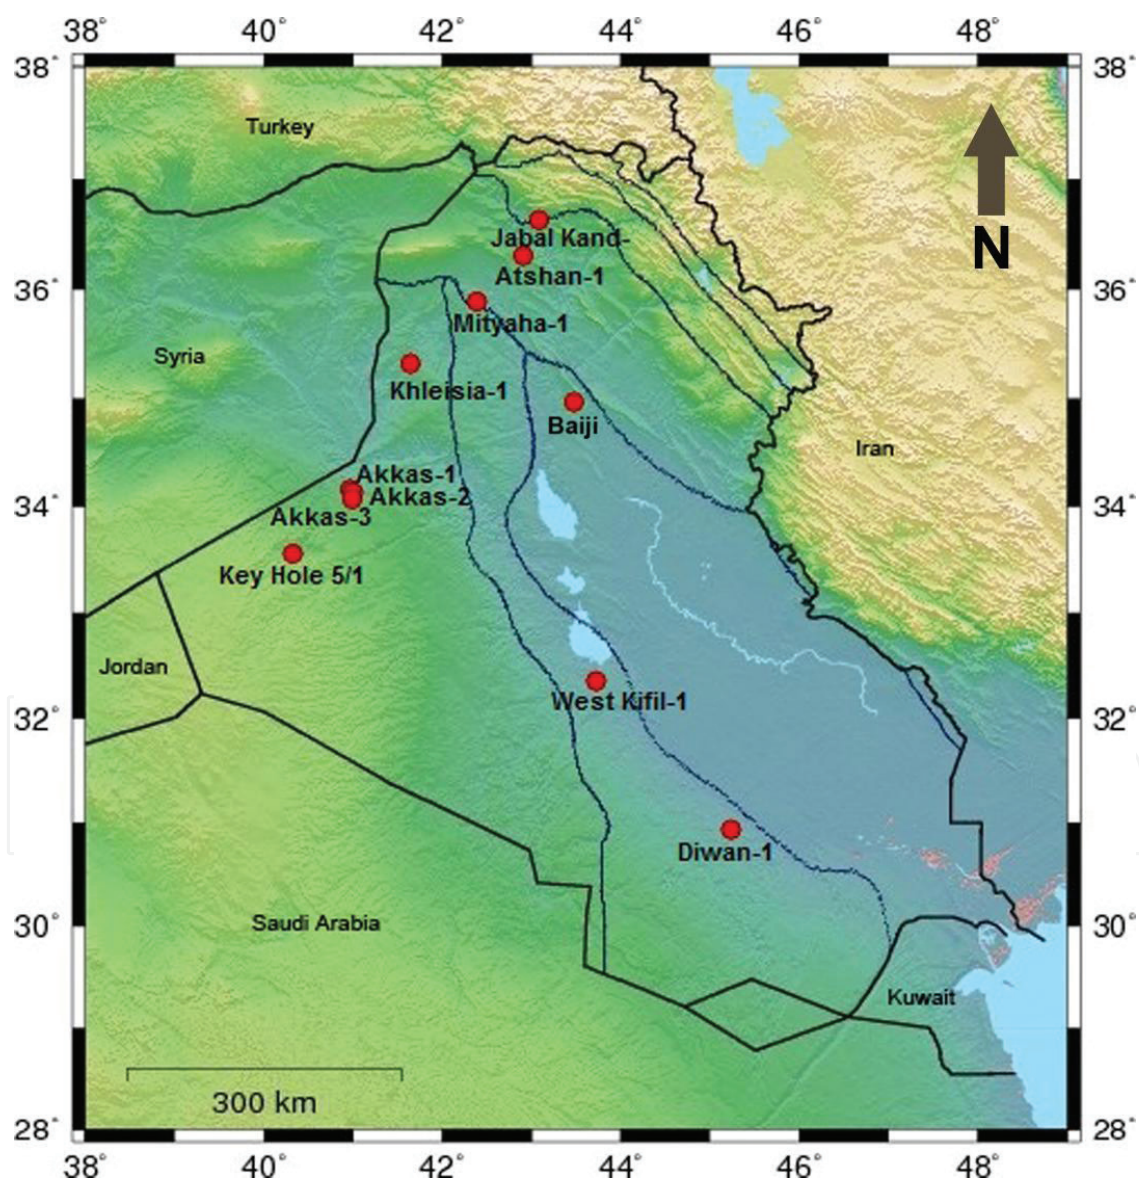 38° 40° 42° 44° 46° 48°
38° 38°
Turkey
N
Jabal Kand-
Atshan-1
36° 36°
Mityaha-1
Syria
Khleisia-1
Baiji
Iran
Akkas-1
Akkas-2
34° 34°
Akkas-3
Key Hole 5/1
Jordan
West Kifil-1
32° 32°
Diwan-1
Saudi Arabia
30° 30°
Kuwait
300 km
28° 28°
38° 40° 42° 44° 46° 48°